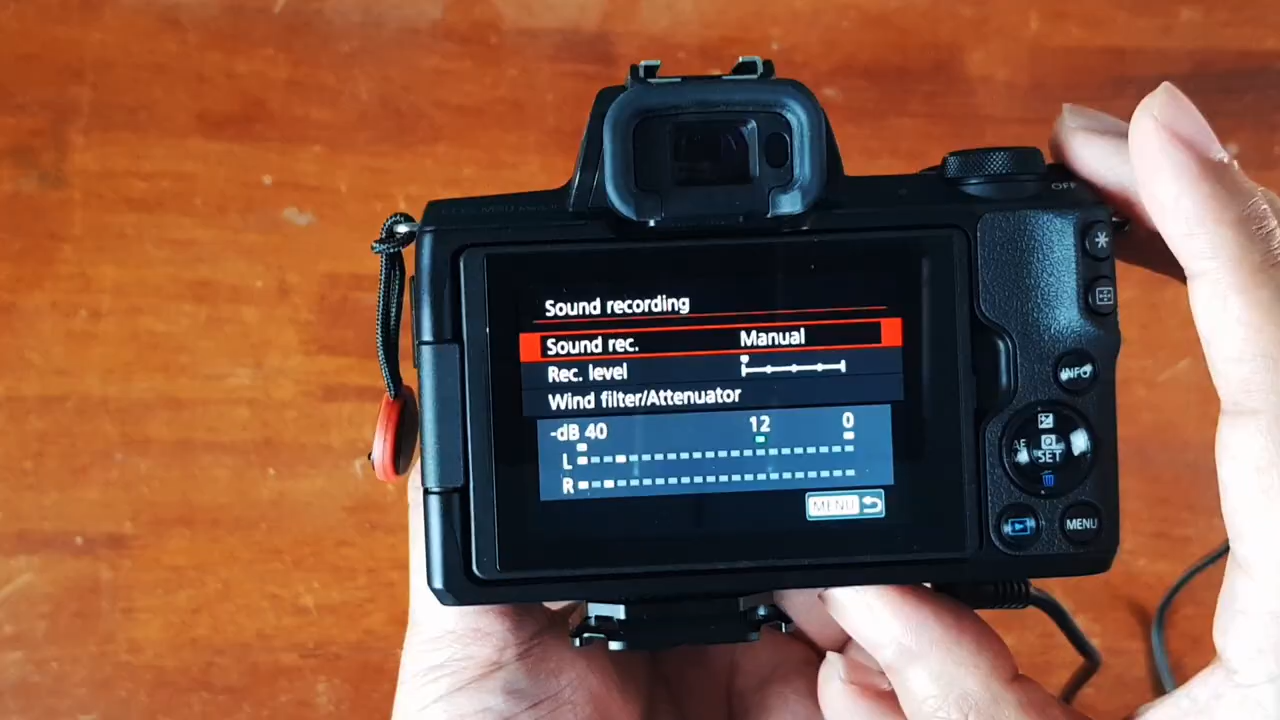 OFF
Sound recording
Sound rec. Manual
Rec. level
Wind filter/Attenuator
-dB 40 12 0
L
R
MENU
INFO
AF
Q
SET
MENU